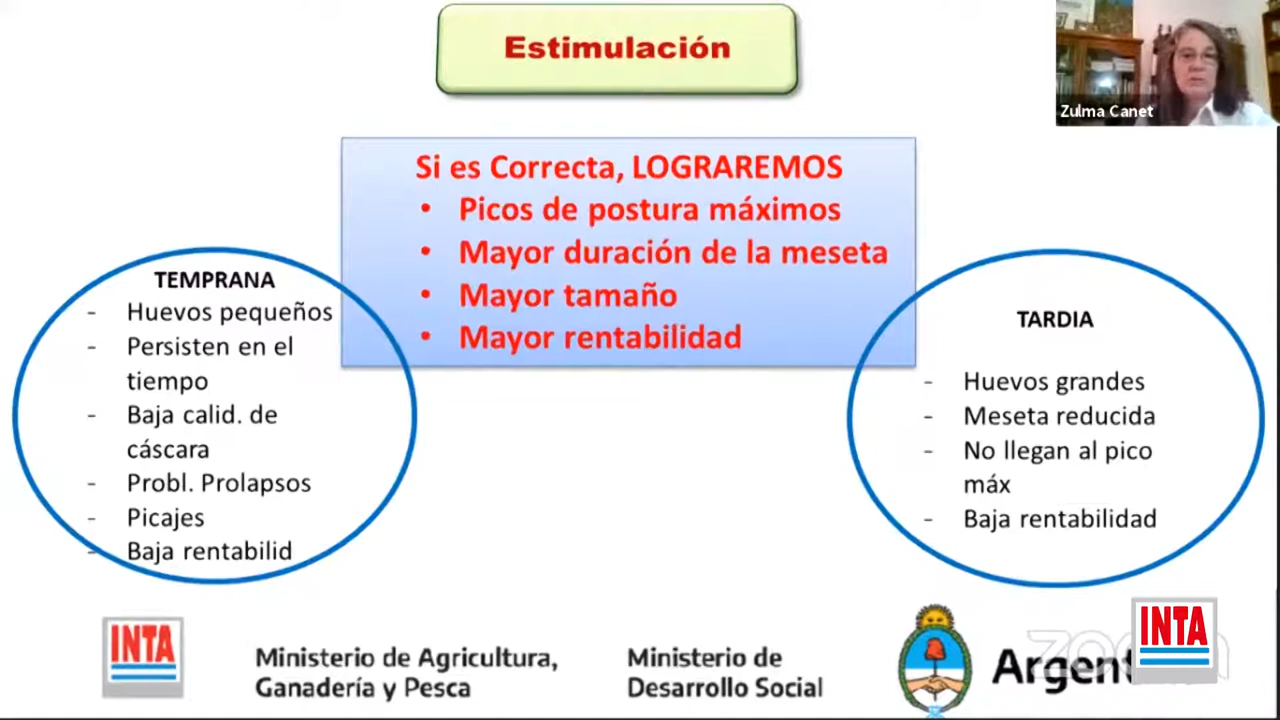 Estimulación
Zulma Canet
Si es Correcta, LOGRAREMOS
• Picos de postura máximos
• Mayor duración de la meseta
• Mayor tamaño
• Mayor rentabilidad
TEMPRANA
- Huevos pequeños
- Persisten en el
tiempo
- Baja calid. de
cáscara
- Probl. Prolapsos
- Picajes
- Baja rentabilid
TARDIA
- Huevos grandes
- Meseta reducida
- No llegan al pico
máx
- Baja rentabilidad
INTA
Ministerio de Agricultura,
Ganadería y Pesca
Ministerio de
Desarrollo Social
Argent
zoom
INTA